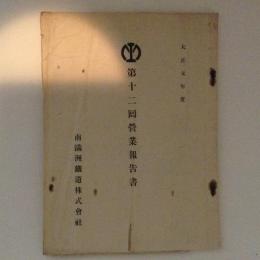 大正元年度
第十二回營業報告書
南滿洲鐵道株式會社